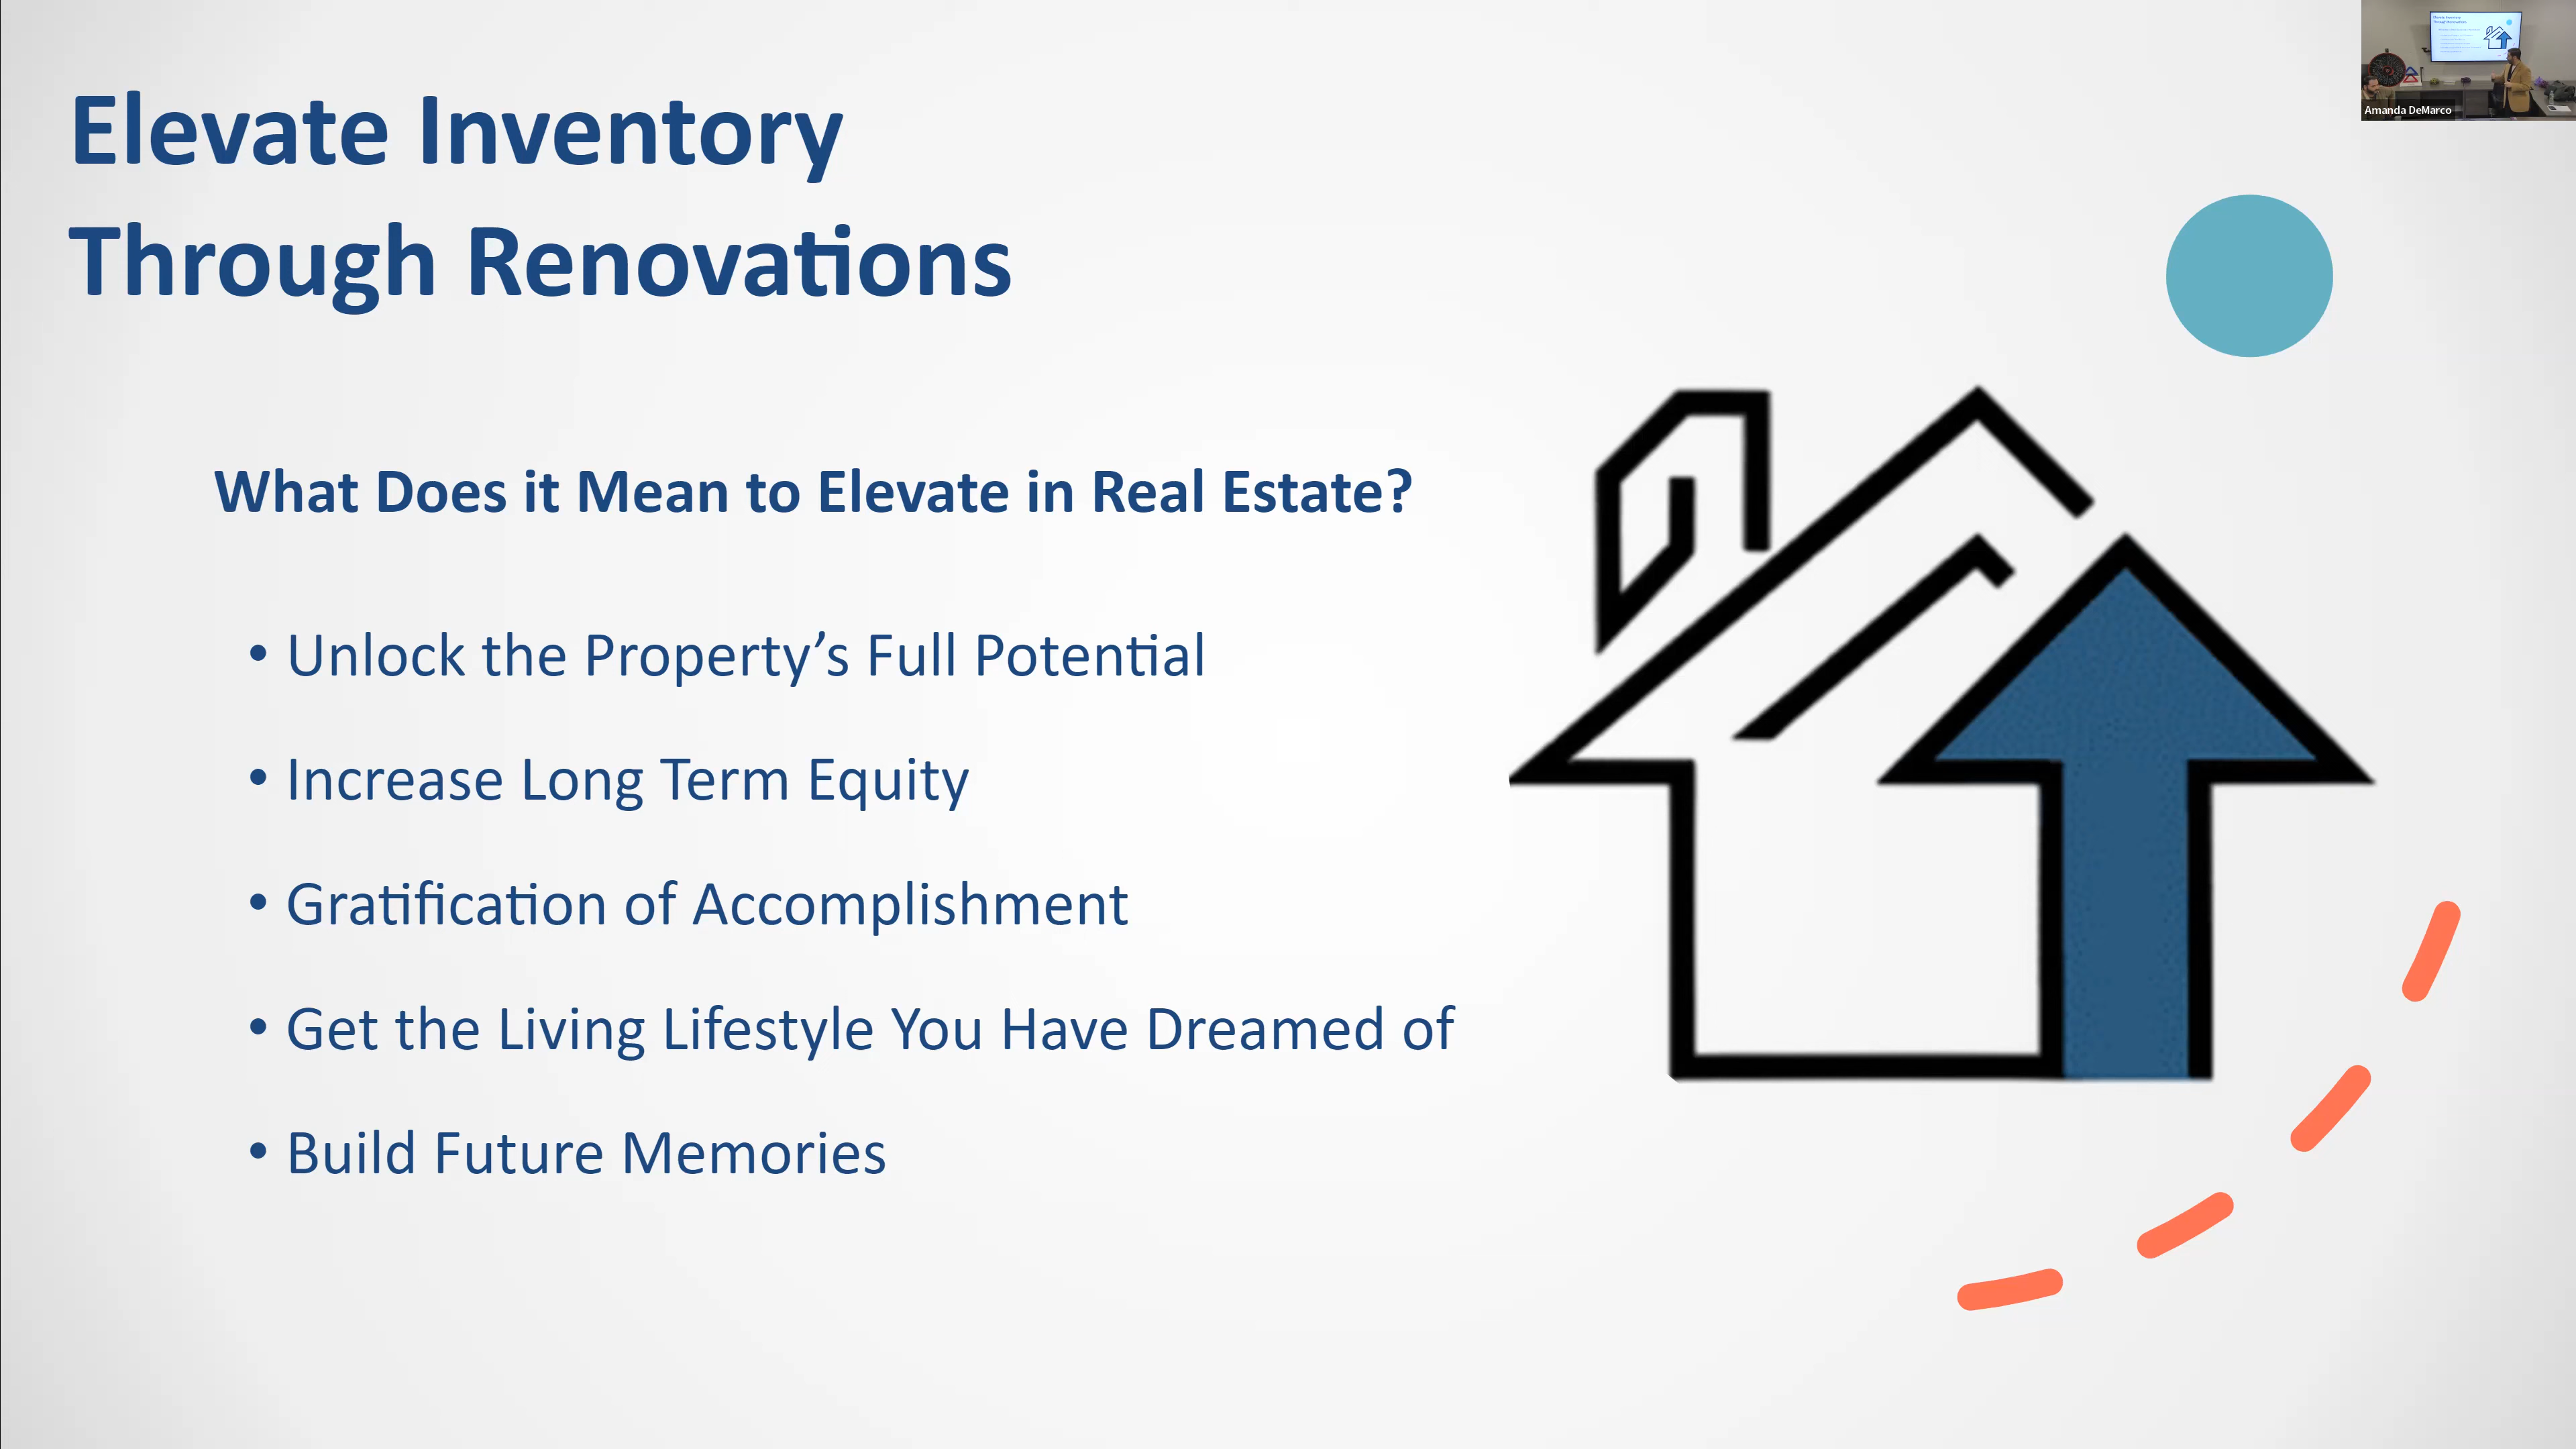 Elevate Inventory
Through Renovations
What Does it Mean to Elevate in Real Estate?
• Unlock the Property’s Full Potential
• Increase Long Term Equity
• Gratification of Accomplishment
• Get the Living Lifestyle You Have Dreamed of
• Build Future Memories
Amanda DeMarco